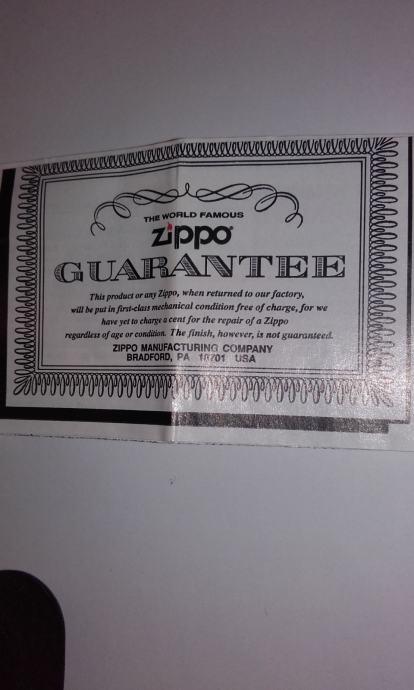 THE WORLD FAMOUS
zippo®
GUARANTEE
This product or any Zippo, when returned to our factory,
will be put in first-class mechanical condition free of charge, for we
have yet to charge a cent for the repair of a Zippo
regardless of age or condition. The finish, however, is not guaranteed.
ZIPPO MANUFACTURING COMPANY
BRADFORD, PA 16701 USA